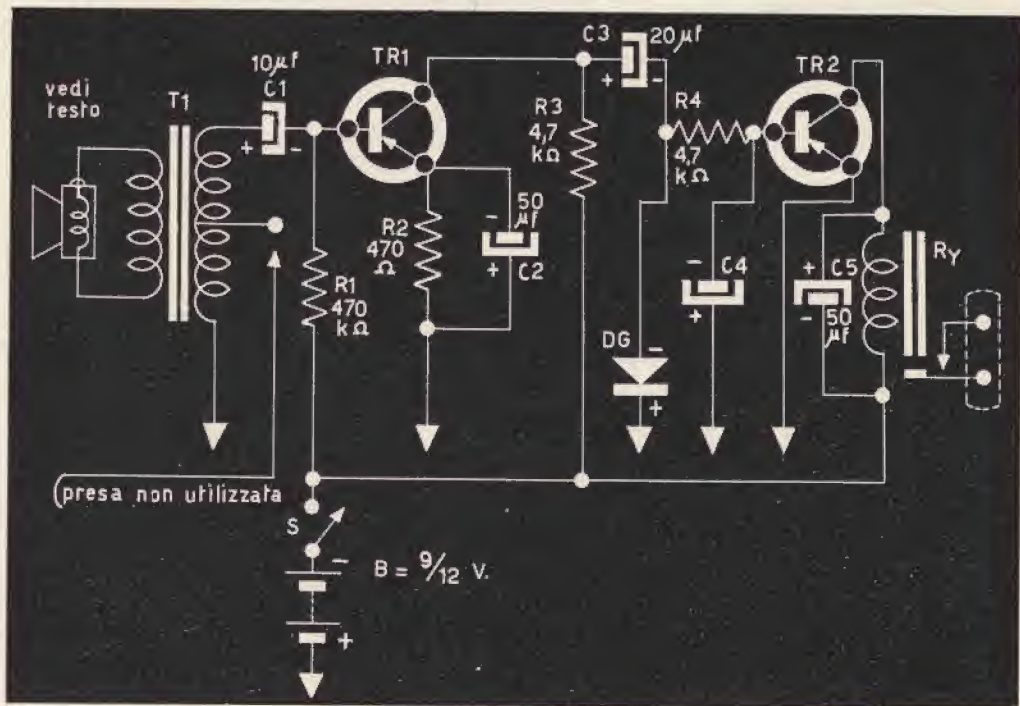 vedi
testo
T1
10µf
C1
+ -
TR1
R1
470
kΩ
R2
470
Ω
50
µf
-
+
C2
C3
20µf
+ -
R3
4,7
kΩ
R4
4,7
kΩ
TR2
DG
-
+
-
C4
+
+
C5
-
50
µf
Ry
(presa non utilizzata
S
-
B = 9/12 V.
+